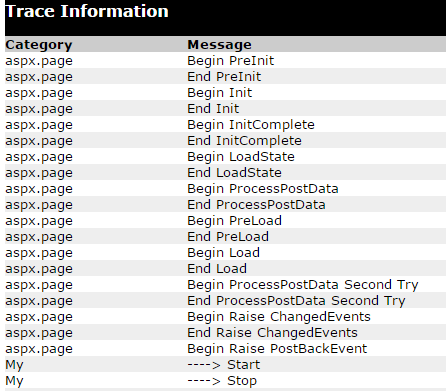 Trace Information
Category Message
aspx.page Begin PreInit
aspx.page End PreInit
aspx.page Begin Init
aspx.page End Init
aspx.page Begin InitComplete
aspx.page End InitComplete
aspx.page Begin LoadState
aspx.page End LoadState
aspx.page Begin ProcessPostData
aspx.page End ProcessPostData
aspx.page Begin PreLoad
aspx.page End PreLoad
aspx.page Begin Load
aspx.page End Load
aspx.page Begin ProcessPostData Second Try
aspx.page End ProcessPostData Second Try
aspx.page Begin Raise ChangedEvents
aspx.page End Raise ChangedEvents
aspx.page Begin Raise PostBackEvent
My ----> Start
My ----> Stop